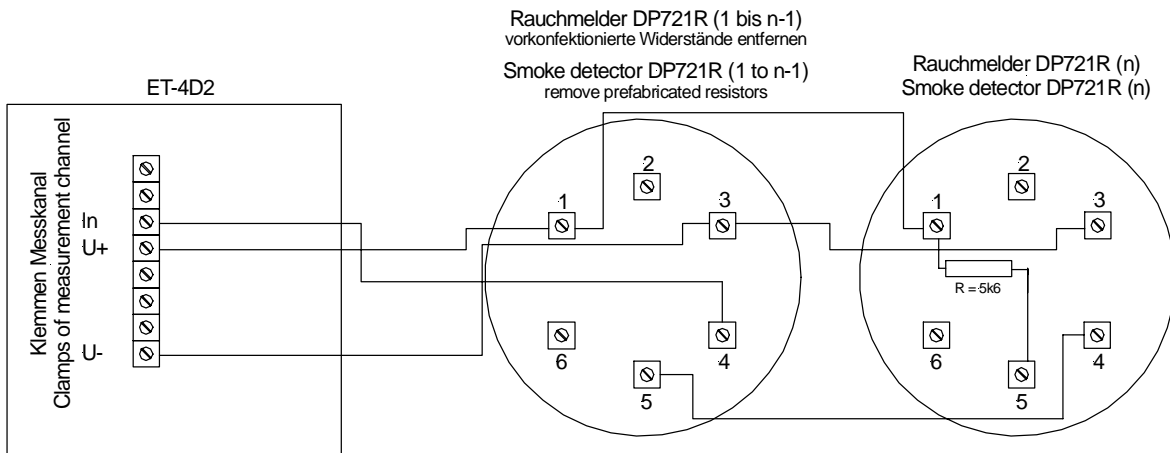 Rauchmelder DP721R (1 bis n-1)
vorkonfektionierte Widerstände entfernen
Smoke detector DP721R (1 to n-1)
remove prefabricated resistors
Rauchmelder DP721R (n)
Smoke detector DP721R (n)
ET-4D2
Klemmen Messkanal
Clamps of measurement channel
In
U+
U-
1
2
3
4
5
6
1
2
3
4
5
6
R = 5k6